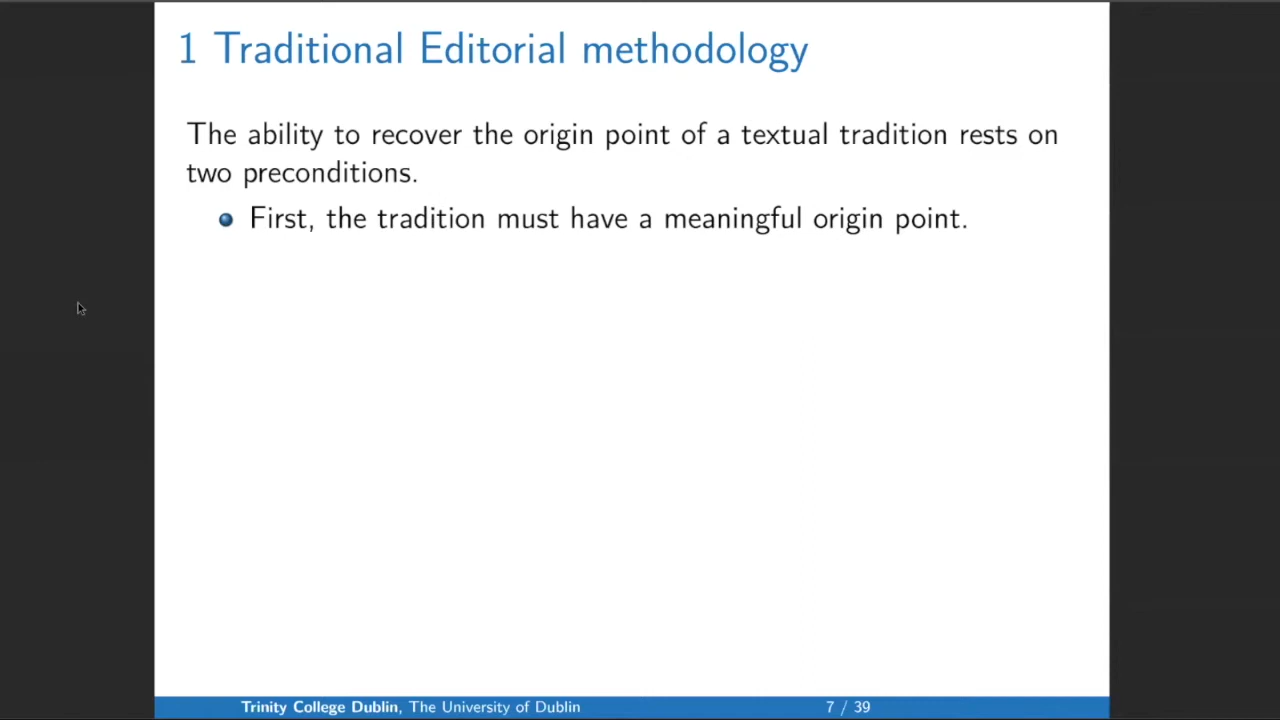 1 Traditional Editorial methodology
The ability to recover the origin point of a textual tradition rests on
two preconditions.
First, the tradition must have a meaningful origin point.
Trinity College Dublin, The University of Dublin
7 / 39